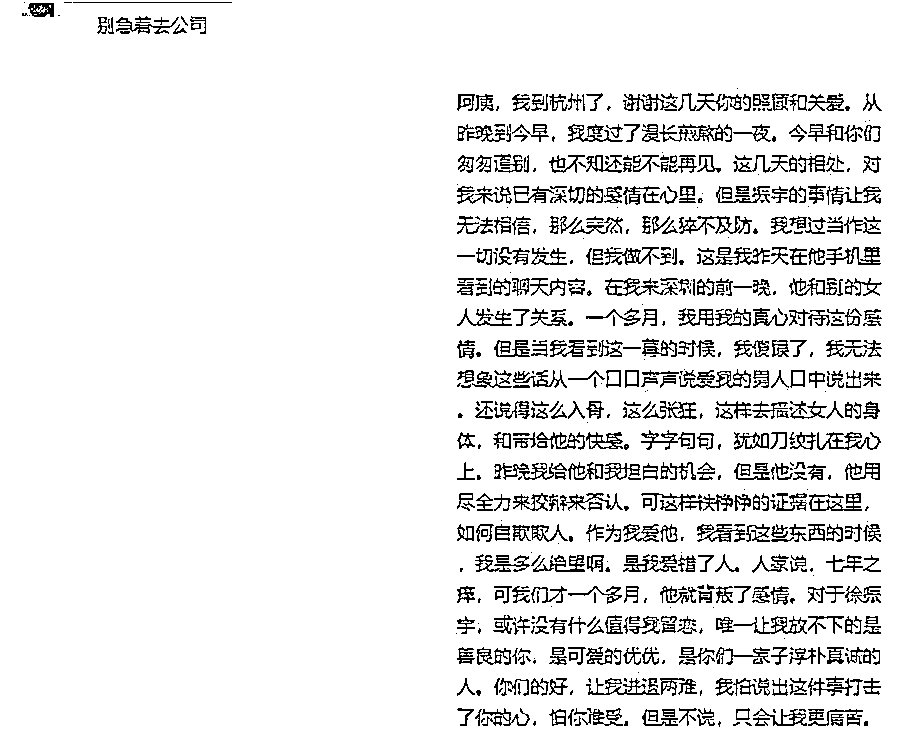 别急着去公司
阿姨，我到杭州了，谢谢这几天你的照顾和关爱。从
昨晚到今早，我度过了漫长煎熬的一夜。今早和你们
匆匆道别，也不知还能不能再见。这几天的相处，对
我来说已有深切的感情在心里。但是振宇的事情让我
无法相信，那么突然，那么猝不及防。我想过当作这
一切没有发生，但我做不到。这是我昨天在他手机里
看到的聊天内容。在我来深圳的前一晚，他和别的女
人发生了关系。一个多月，我用我的真心对待这份感
情。但是当我看到这一幕的时候，我傻眼了，我无法
想象这些话从一个口口声声说爱我的男人口中说出来
。还说得这么入骨，这么张狂，这样去描述女人的身
体，和带给他的快感。字字句句，犹如刀纹扎在我心
上。昨晚我给他和我坦白的机会，但是他没有，他用
尽全力来狡辩来否认。可这样铁铮铮的证据在这里，
如何自欺欺人。作为我爱他，我看到这些东西的时候
，我是多么绝望啊。是我爱错了人。人家说，七年之
痒，可我们才一个多月，他就背叛了感情。对于徐振
宇，或许没有什么值得我留恋，唯一让我放不下的是
善良的你，是可爱的优优，是你们一家子淳朴真诚的
人。你们的好，让我进退两难，我怕说出这件事打击
了你的心，怕你难受。但是不说，只会让我更痛苦。